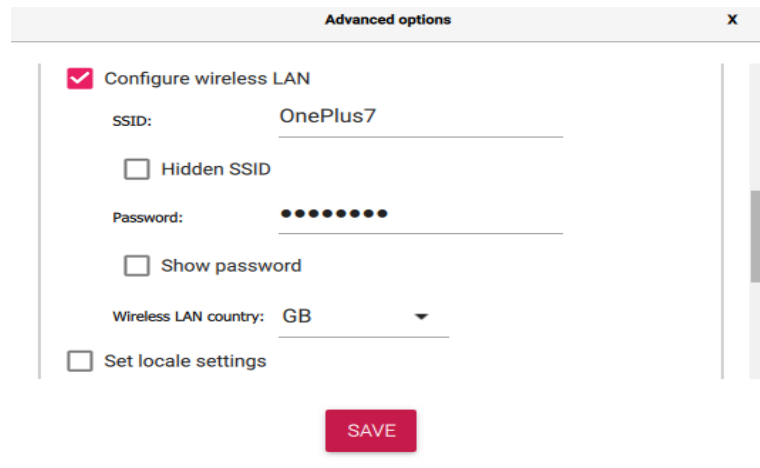 Advanced options X
Configure wireless LAN
SSID: OnePlus7
Hidden SSID
Password: ••••••••
Show password
Wireless LAN country: GB
Set locale settings
SAVE